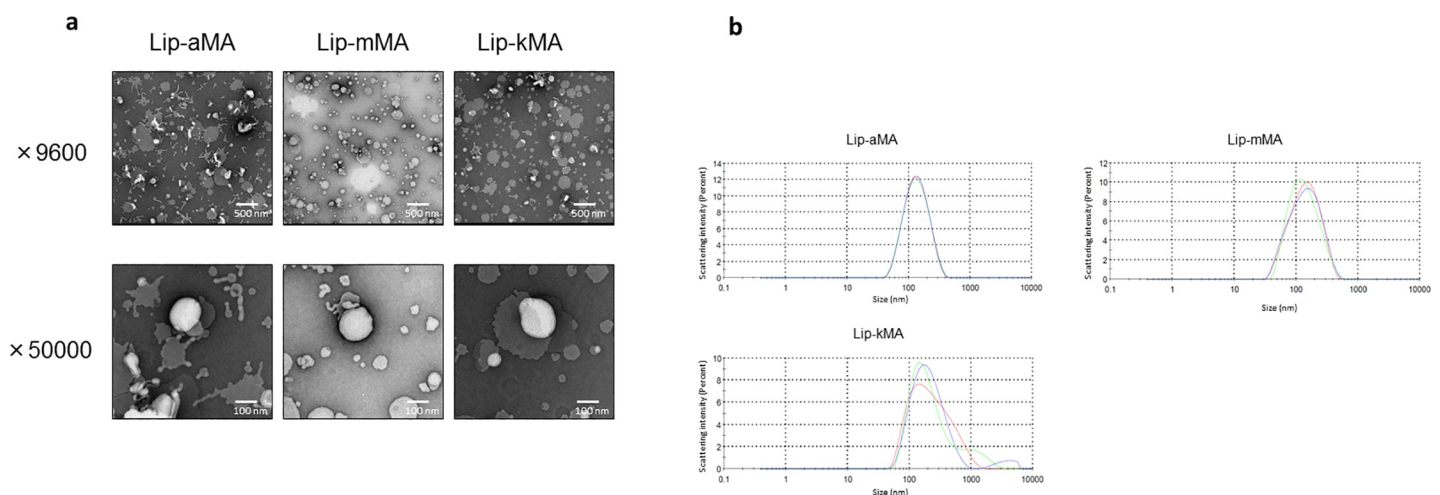 a
Lip-aMA Lip-mMA Lip-kMA
×9600
500 nm 500 nm 500 nm
×50000
100 nm 100 nm 100 nm
b
Lip-aMA
Scattering intensity (Percent)
14
12
10
8
6
4
2
0
0.1 1 10 100 1000 10000
Size (nm)
Lip-mMA
Scattering intensity (Percent)
12
10
8
6
4
2
0
0.1 1 10 100 1000 10000
Size (nm)
Lip-kMA
Scattering intensity (Percent)
10
8
6
4
2
0
0.1 1 10 100 1000 10000
Size (nm)